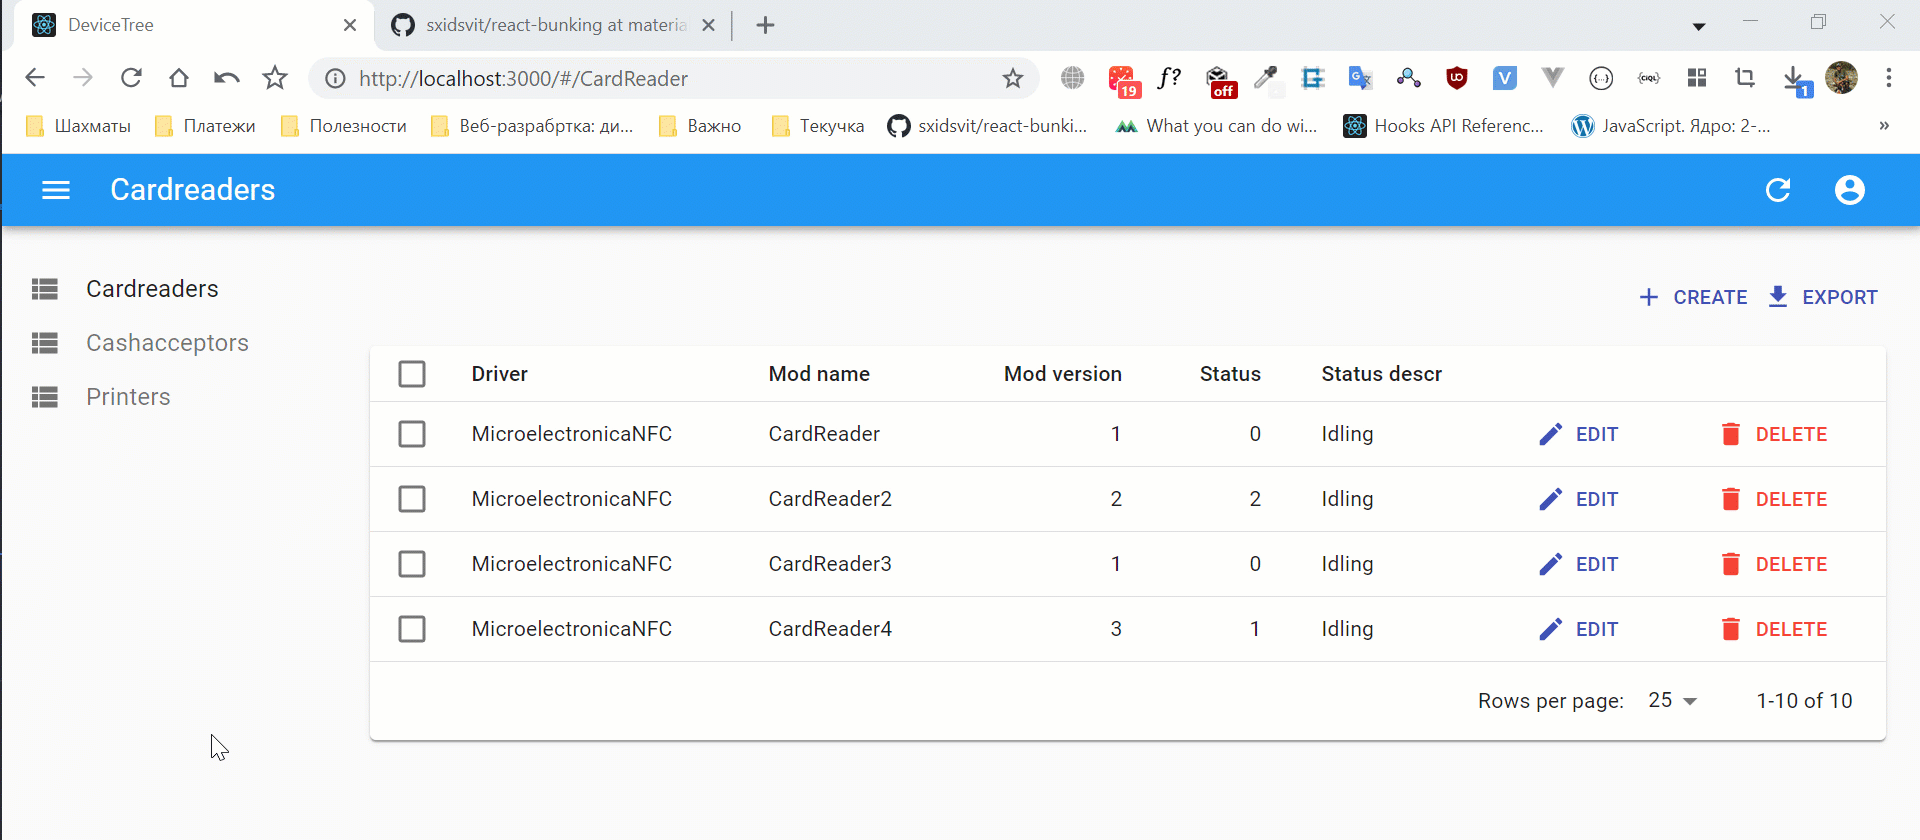 DeviceTree
sxidsvit/react-bunking at materia
http://localhost:3000/#/CardReader
19
f?
off
1
Шахматы
Платежи
Полезности
Веб-разрабртка: ди...
Важно
Текучка
sxidsvit/react-bunki...
What you can do wi...
Hooks API Referenc...
JavaScript. Ядро: 2-...
»
Cardreaders
Cardreaders
Cashacceptors
Printers
CREATE
EXPORT
Driver Mod name Mod version Status Status descr
MicroelectronicaNFC CardReader 1 0 Idling EDIT DELETE
MicroelectronicaNFC CardReader2 2 2 Idling EDIT DELETE
MicroelectronicaNFC CardReader3 1 0 Idling EDIT DELETE
MicroelectronicaNFC CardReader4 3 1 Idling EDIT DELETE
Rows per page: 25 1-10 of 10